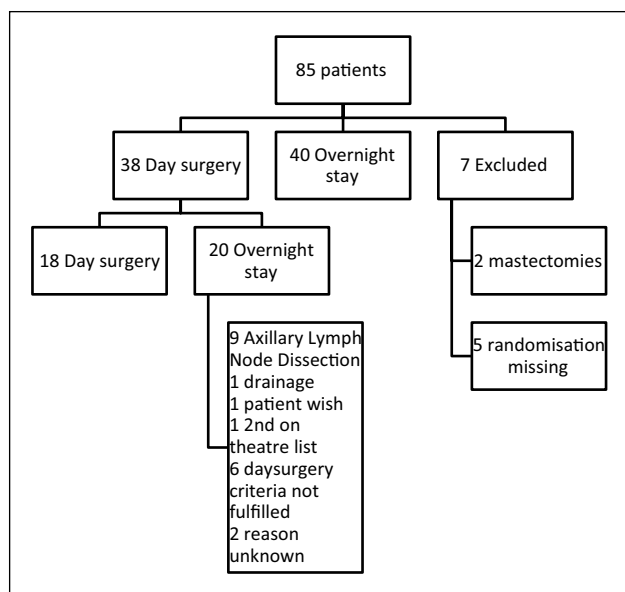 85 patients
38 Day surgery
40 Overnight
stay
7 Excluded
18 Day surgery
20 Overnight
stay
2 mastectomies
9 Axillary Lymph
Node Dissection
1 drainage
1 patient wish
1 2nd on
theatre list
6 daysurgery
criteria not
fulfilled
2 reason
unknown
5 randomisation
missing